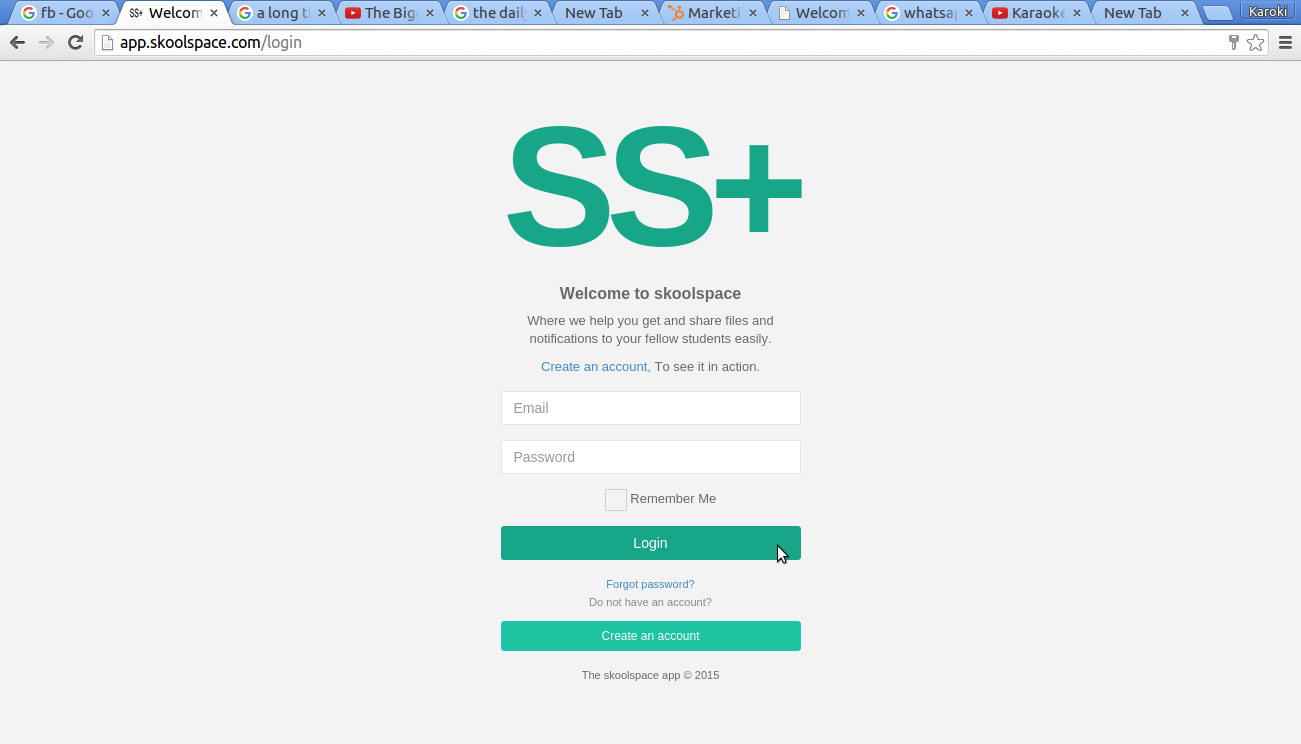 fb - Goo
SS+ Welcom
a long ti
The Big
the dail
New Tab
Marketi
Welcom
whatsap
Karaoke
New Tab
Karoki
app.skoolspace.com/login
SS+
Welcome to skoolspace
Where we help you get and share files and
notifications to your fellow students easily.
Create an account, To see it in action.
Email
Password
Remember Me
Login
Forgot password?
Do not have an account?
Create an account
The skoolspace app © 2015